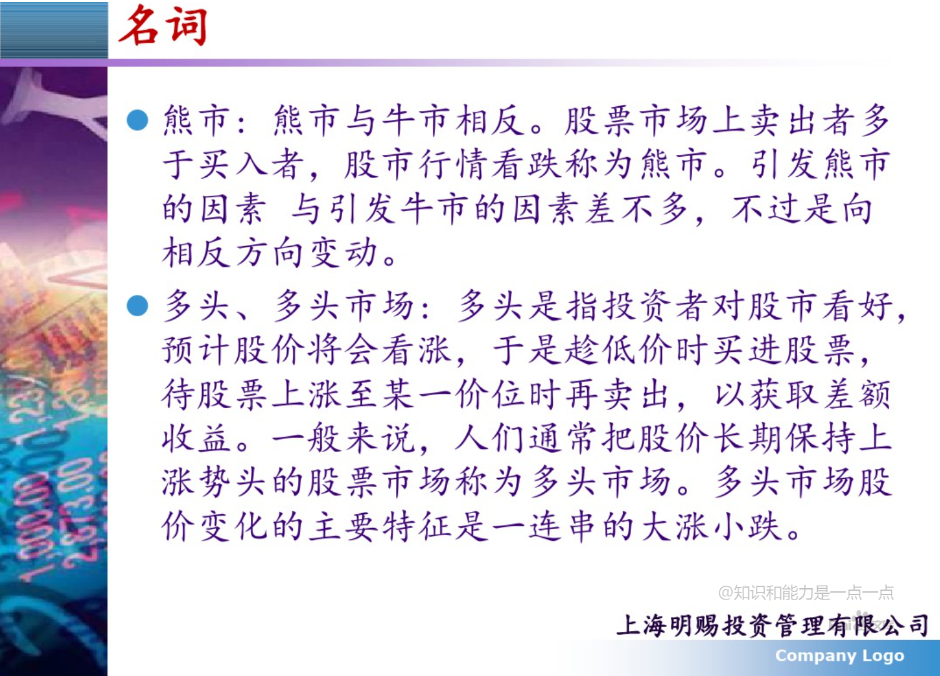 名词
熊市：熊市与牛市相反。股票市场上卖出者多
于买入者，股市行情看跌称为熊市。引发熊市
的因素 与引发牛市的因素差不多，不过是向
相反方向变动。
多头、多头市场：多头是指投资者对股市看好，
预计股价将会看涨，于是趁低价时买进股票，
待股票上涨至某一价位时再卖出，以获取差额
收益。一般来说，人们通常把股价长期保持上
涨势头的股票市场称为多头市场。多头市场股
价变化的主要特征是一连串的大涨小跌。
1.23
1,000.00
2,873.00
@知识和能力是一点一点
上海明赐投资管理有限公司
Company Logo